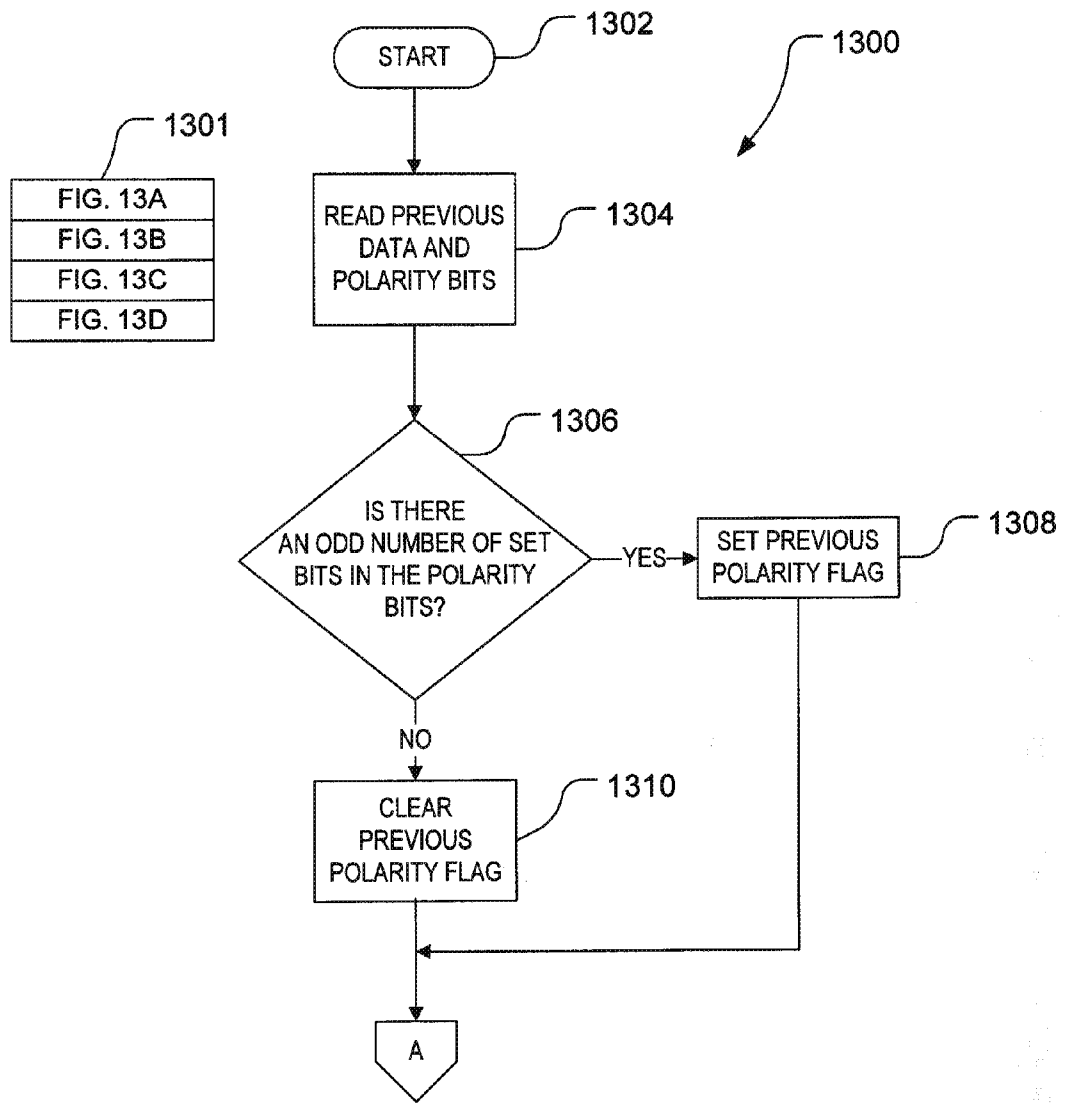 1302
START
1300
1301
FIG. 13A
FIG. 13B
FIG. 13C
FIG. 13D
READ PREVIOUS
DATA AND
POLARITY BITS
1304
1306
IS THERE
AN ODD NUMBER OF SET
BITS IN THE POLARITY
BITS?
YES
SET PREVIOUS
POLARITY FLAG
1308
NO
CLEAR
PREVIOUS
POLARITY FLAG
1310
A